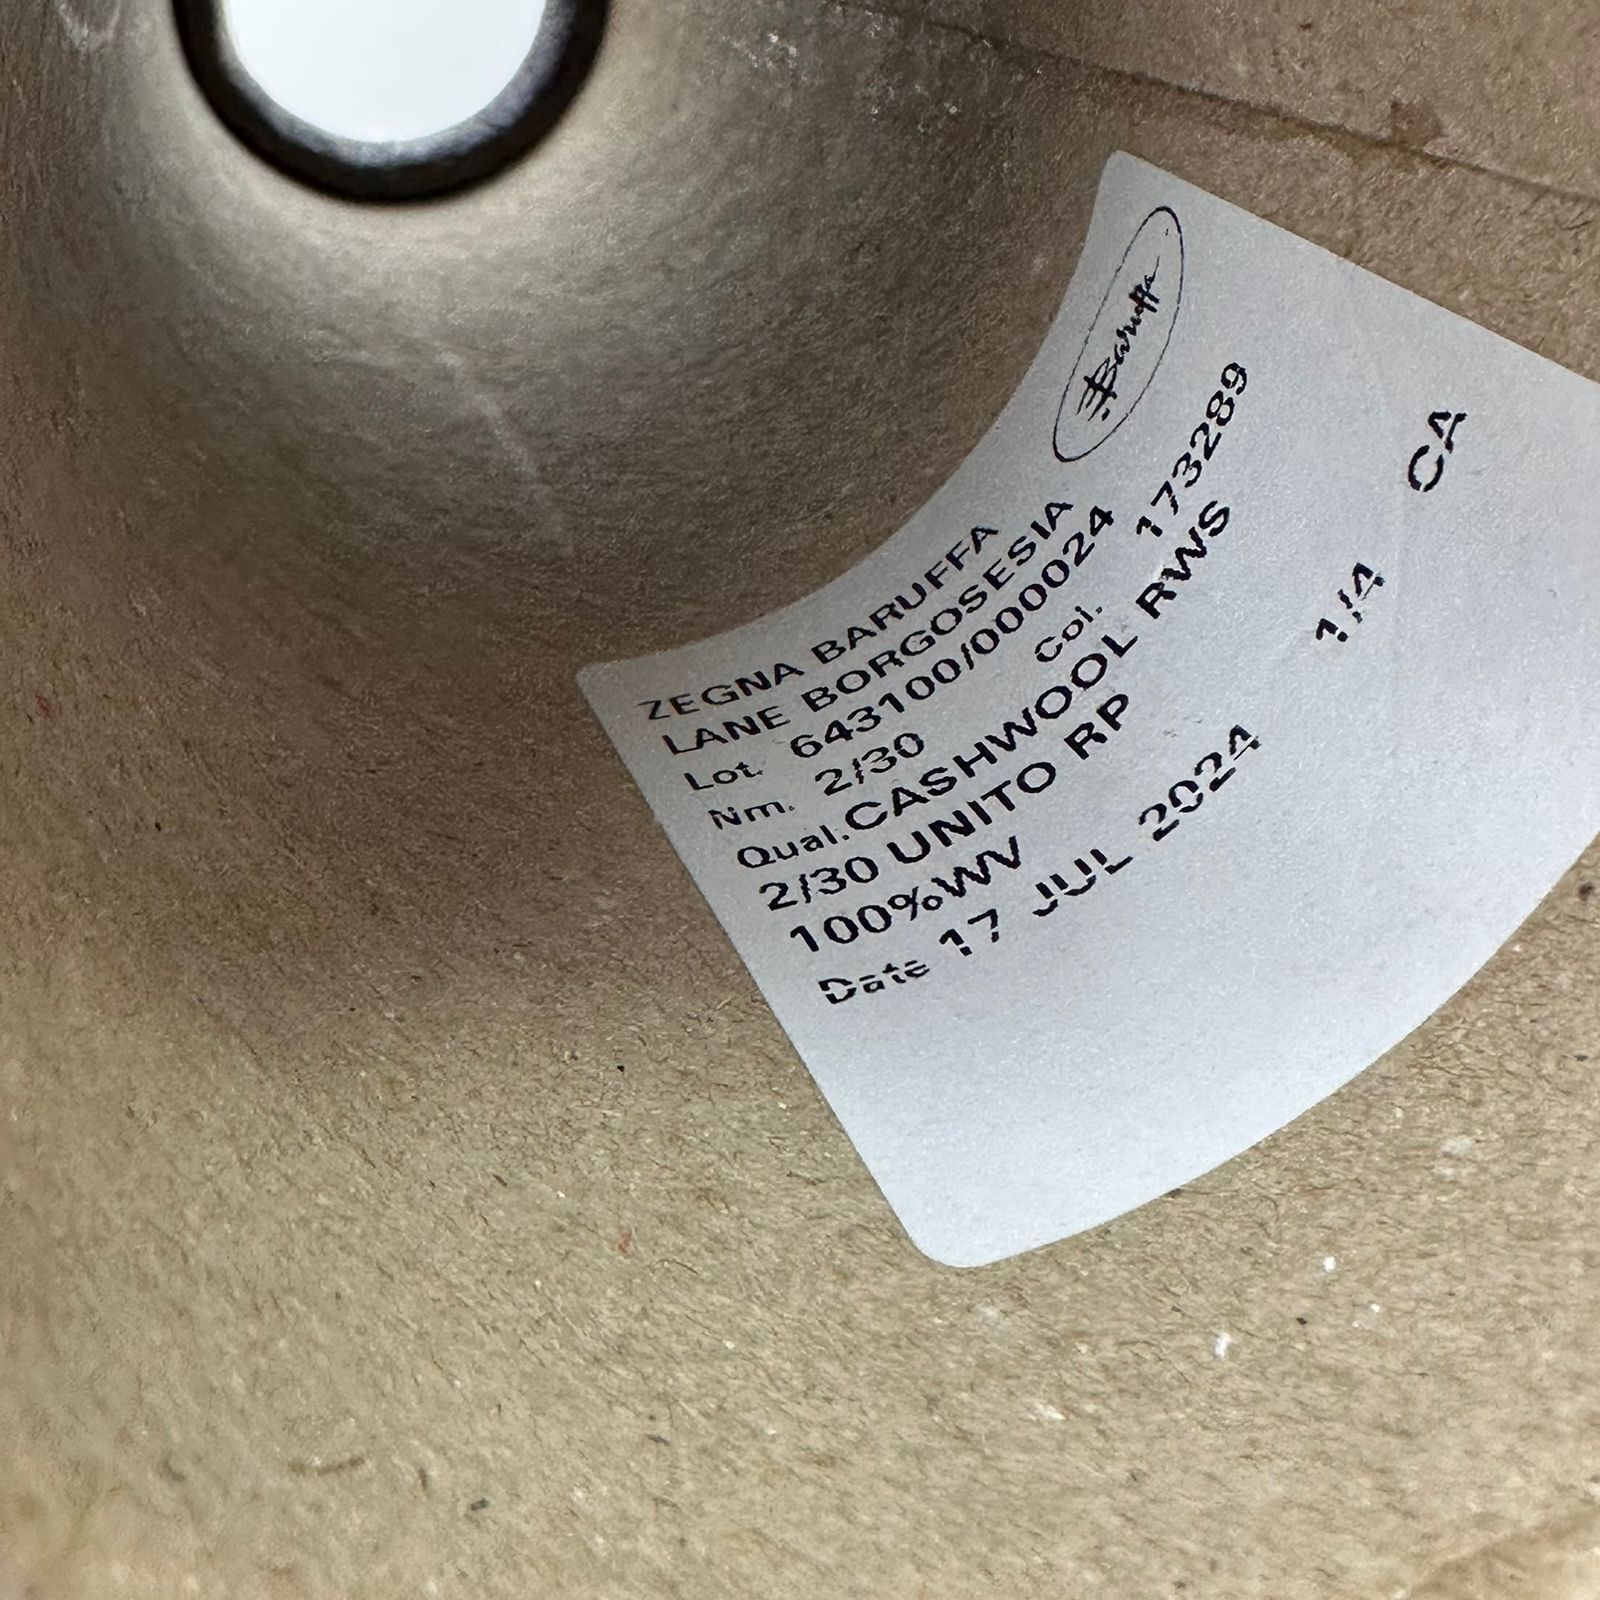 Baruffa
ZEGNA BARUFFA
LANE BORGOSESIA
Lot. 643100/000024
Nm. 2/30 Col. 173289
Qual. CASHWOOL RWS
2/30 UNITO RP
100%WV 1/4 CA
Date 17 JUL 2024